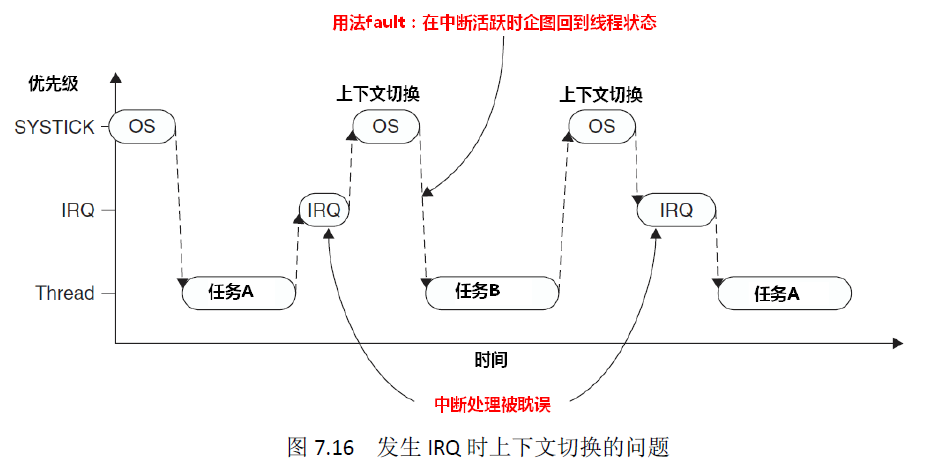 用法fault：在中断活跃时企图回到线程状态
优先级
上下文切换
上下文切换
SYSTICK
OS
OS
OS
IRQ
IRQ
IRQ
Thread
任务A
任务B
任务A
时间
中断处理被耽误
图 7.16 发生 IRQ 时上下文切换的问题